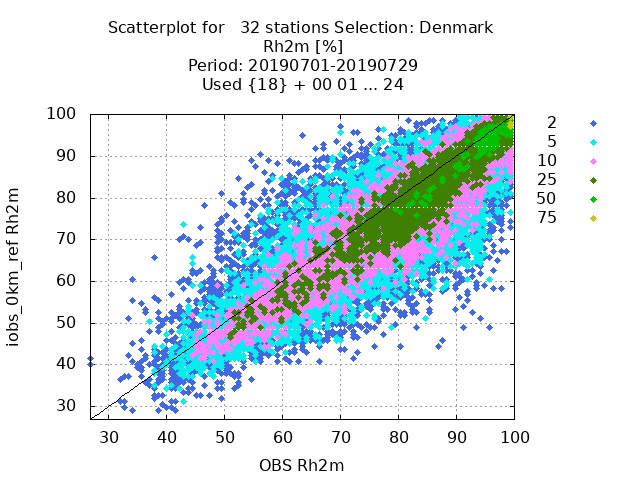 Scatterplot for   32 stations Selection: Denmark
Rh2m [%]
Period: 20190701-20190729
Used {18} + 00 01 ... 24
100
90
80
70
60
50
40
30
iobs_0km_ref Rh2m
30 40 50 60 70 80 90 100
OBS Rh2m
2
5
10
25
50
75